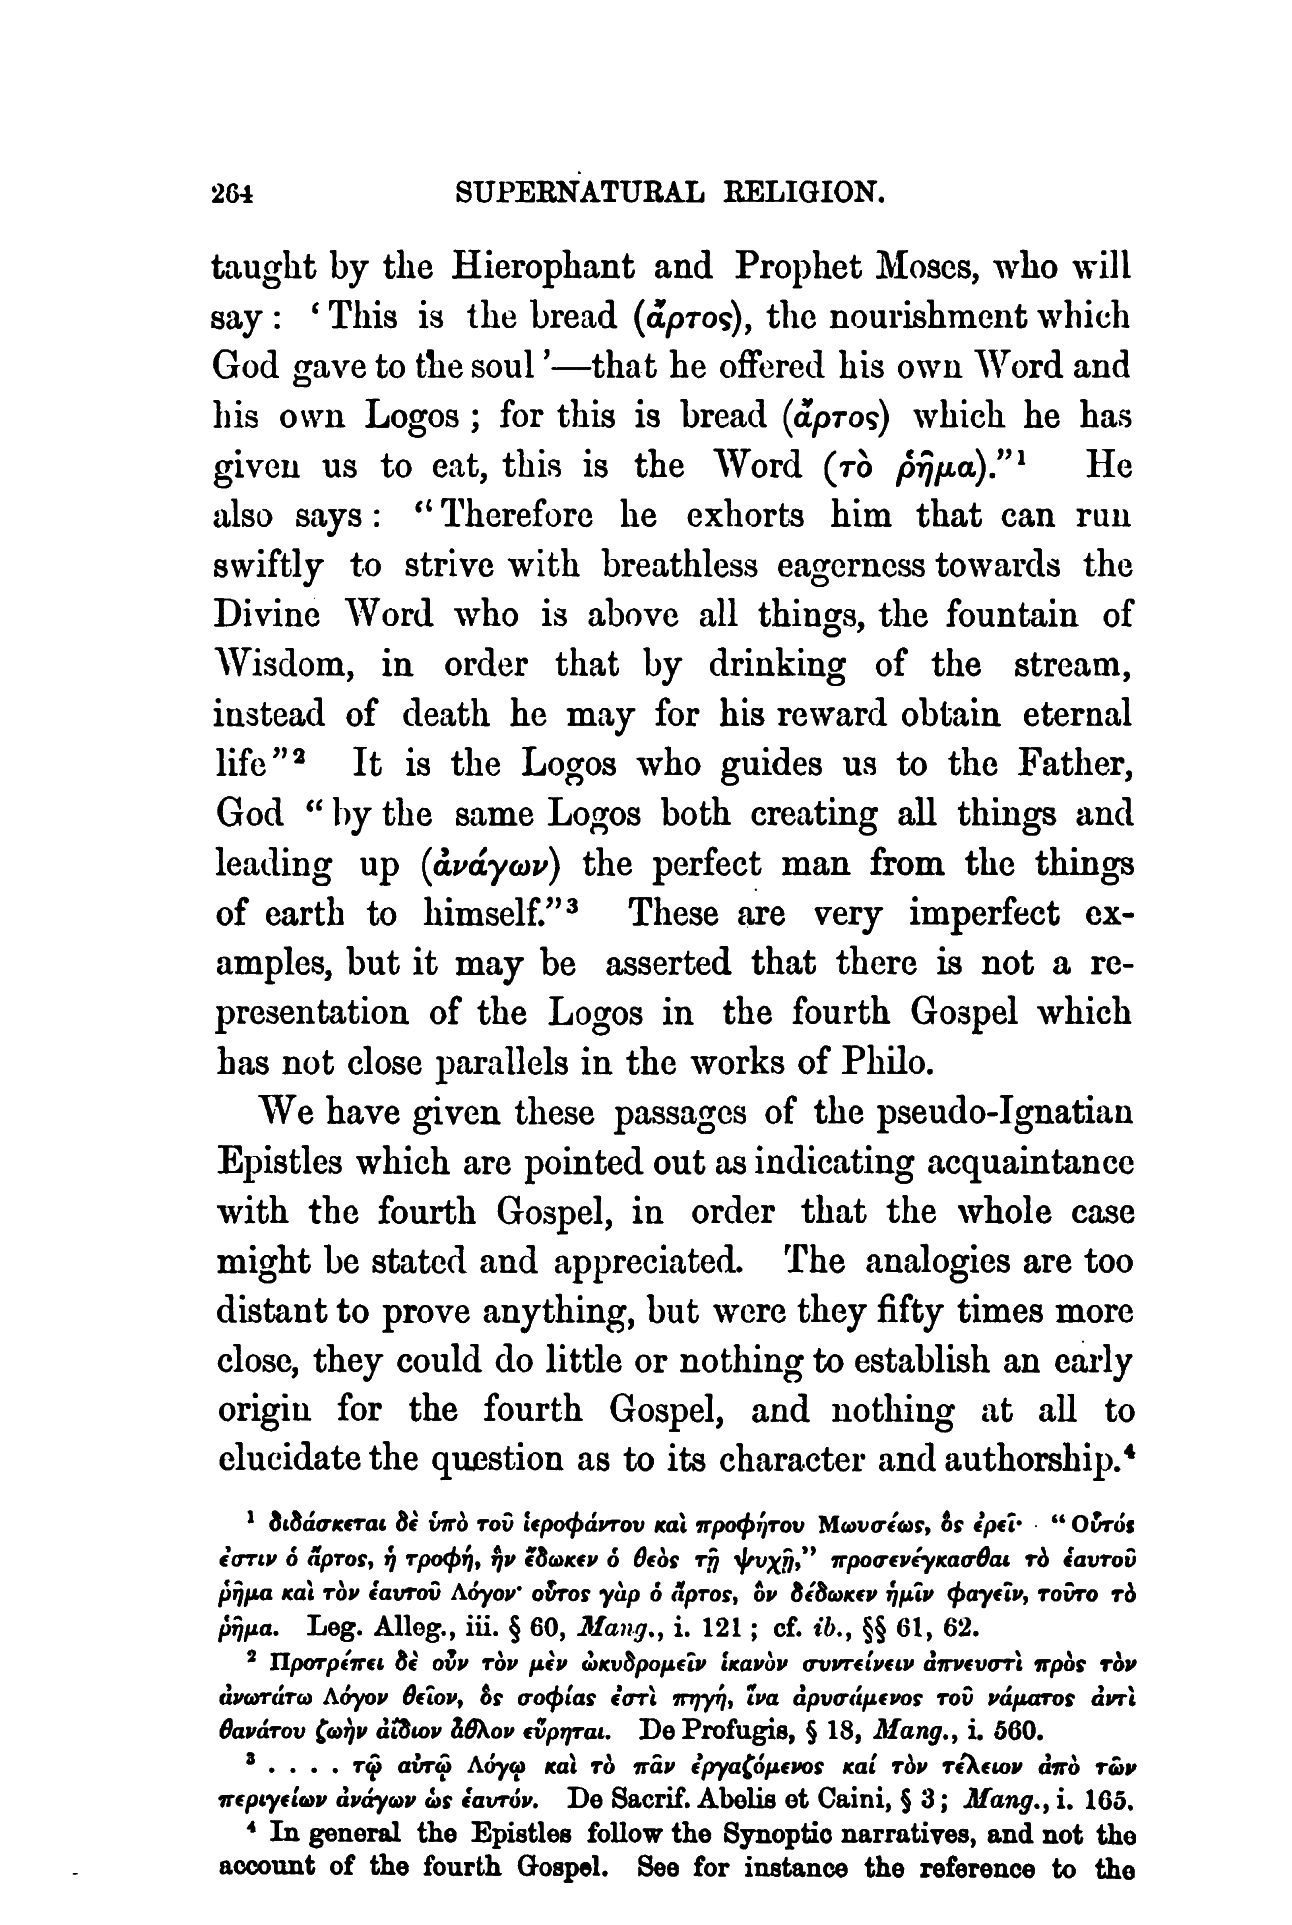 264 SUPERNATURAL RELIGION.
taught by the Hierophant and Prophet Moses, who will
say : ‘ This is the bread (ἄρτος), the nourishment which
God gave to the soul ’—that he offered his own Word and
his own Logos ; for this is bread (ἄρτος) which he has
given us to eat, this is the Word (τὸ ῥῆμα).”¹ He
also says : “ Therefore he exhorts him that can run
swiftly to strive with breathless eagerness towards the
Divine Word who is above all things, the fountain of
Wisdom, in order that by drinking of the stream,
instead of death he may for his reward obtain eternal
life”² It is the Logos who guides us to the Father,
God “ by the same Logos both creating all things and
leading up (ἀνάγων) the perfect man from the things
of earth to himself.”³ These are very imperfect ex-
amples, but it may be asserted that there is not a re-
presentation of the Logos in the fourth Gospel which
has not close parallels in the works of Philo.
We have given these passages of the pseudo-Ignatian
Epistles which are pointed out as indicating acquaintance
with the fourth Gospel, in order that the whole case
might be stated and appreciated. The analogies are too
distant to prove anything, but were they fifty times more
close, they could do little or nothing to establish an early
origin for the fourth Gospel, and nothing at all to
elucidate the question as to its character and authorship.⁴
¹ διδάσκεται δὲ ὑπὸ τοῦ ἱεροφάντου καὶ προφήτου Μωυσέως, ὃς ἐρεῖ· “ Οὗτός
ἐστιν ὁ ἄρτος, ἡ τροφή, ἣν ἔδωκεν ὁ θεὸς τῇ ψυχῇ,” προσενέγκασθαι τὸ ἑαυτοῦ
ῥῆμα καὶ τὸν ἑαυτοῦ Λόγον· οὗτος γὰρ ὁ ἄρτος, ὃν δέδωκεν ἡμῖν φαγεῖν, τοῦτο τὸ
ῥῆμα. Leg. Alleg., iii. § 60, Mang., i. 121 ; cf. ib., §§ 61, 62.
² Προτρέπει δὲ οὖν τὸν μὲν ὠκυδρομεῖν ἱκανὸν συντείνειν ἀπνευστὶ πρὸς τὸν
ἀνωτάτω Λόγον θεῖον, ὃς σοφίας ἐστὶ πηγή, ἵνα ἀρυσάμενος τοῦ νάματος ἀντὶ
θανάτου ζωὴν ἀΐδιον ἆθλον εὕρηται. De Profugis, § 18, Mang., i. 560.
³ . . . . τῷ αὐτῷ Λόγῳ καὶ τὸ πᾶν ἐργαζόμενος καί τὸν τέλειον ἀπὸ τῶν
περιγείων ἀνάγων ὡς ἑαυτόν. De Sacrif. Abelis et Caini, § 3 ; Mang., i. 165.
⁴ In general the Epistles follow the Synoptic narratives, and not the
account of the fourth Gospel. See for instance the reference to the